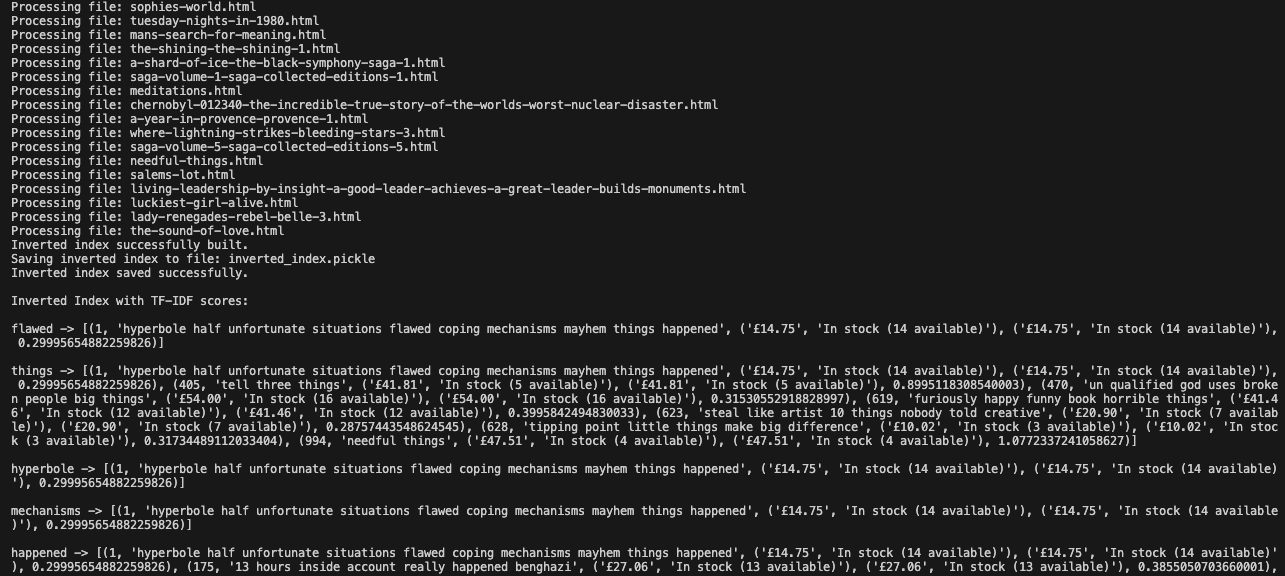 Processing file: sophies-world.html
Processing file: tuesday-nights-in-1980.html
Processing file: mans-search-for-meaning.html
Processing file: the-shining-the-shining-1.html
Processing file: a-shard-of-ice-the-black-symphony-saga-1.html
Processing file: saga-volume-1-saga-collected-editions-1.html
Processing file: meditations.html
Processing file: chernobyl-012340-the-incredible-true-story-of-the-worlds-worst-nuclear-disaster.html
Processing file: a-year-in-provence-provence-1.html
Processing file: where-lightning-strikes-bleeding-stars-3.html
Processing file: saga-volume-5-saga-collected-editions-5.html
Processing file: needful-things.html
Processing file: salems-lot.html
Processing file: living-leadership-by-insight-a-good-leader-achieves-a-great-leader-builds-monuments.html
Processing file: luckiest-girl-alive.html
Processing file: lady-renegades-rebel-belle-3.html
Processing file: the-sound-of-love.html
Inverted index successfully built.
Saving inverted index to file: inverted_index.pickle
Inverted index saved successfully.
Inverted Index with TF-IDF scores:
flawed -> [(1, 'hyperbole half unfortunate situations flawed coping mechanisms mayhem things happened', ('£14.75', 'In stock (14 available)'), ('£14.75', 'In stock (14 available)'),
0.29995654882259826)]
things -> [(1, 'hyperbole half unfortunate situations flawed coping mechanisms mayhem things happened', ('£14.75', 'In stock (14 available)'), ('£14.75', 'In stock (14 available)'),
0.29995654882259826), (405, 'tell three things', ('£41.81', 'In stock (5 available)'), ('£41.81', 'In stock (5 available)'), 0.8995118308540003), (470, 'un qualified god uses broke
n people big things', ('£54.00', 'In stock (16 available)'), ('£54.00', 'In stock (16 available)'), 0.31530552918828997), (619, 'furiously happy funny book horrible things', ('£41.4
6', 'In stock (12 available)'), ('£41.46', 'In stock (12 available)'), 0.3995842494830033), (623, 'steal like artist 10 things nobody told creative', ('£20.90', 'In stock (7 availab
le)'), ('£20.90', 'In stock (7 available)'), 0.28757443548624545), (628, 'tipping point little things make big difference', ('£10.02', 'In stock (3 available)'), ('£10.02', 'In stoc
k (3 available)'), 0.31734489112033404), (994, 'needful things', ('£47.51', 'In stock (4 available)'), ('£47.51', 'In stock (4 available)'), 1.0772337241058627)]
hyperbole -> [(1, 'hyperbole half unfortunate situations flawed coping mechanisms mayhem things happened', ('£14.75', 'In stock (14 available)'), ('£14.75', 'In stock (14 available)
'), 0.29995654882259826)]
mechanisms -> [(1, 'hyperbole half unfortunate situations flawed coping mechanisms mayhem things happened', ('£14.75', 'In stock (14 available)'), ('£14.75', 'In stock (14 available
)'), 0.29995654882259826)]
happened -> [(1, 'hyperbole half unfortunate situations flawed coping mechanisms mayhem things happened', ('£14.75', 'In stock (14 available)'), ('£14.75', 'In stock (14 available)'
), 0.29995654882259826), (175, '13 hours inside account really happened benghazi', ('£27.06', 'In stock (13 available)'), ('£27.06', 'In stock (13 available)'), 0.3855050703660001),